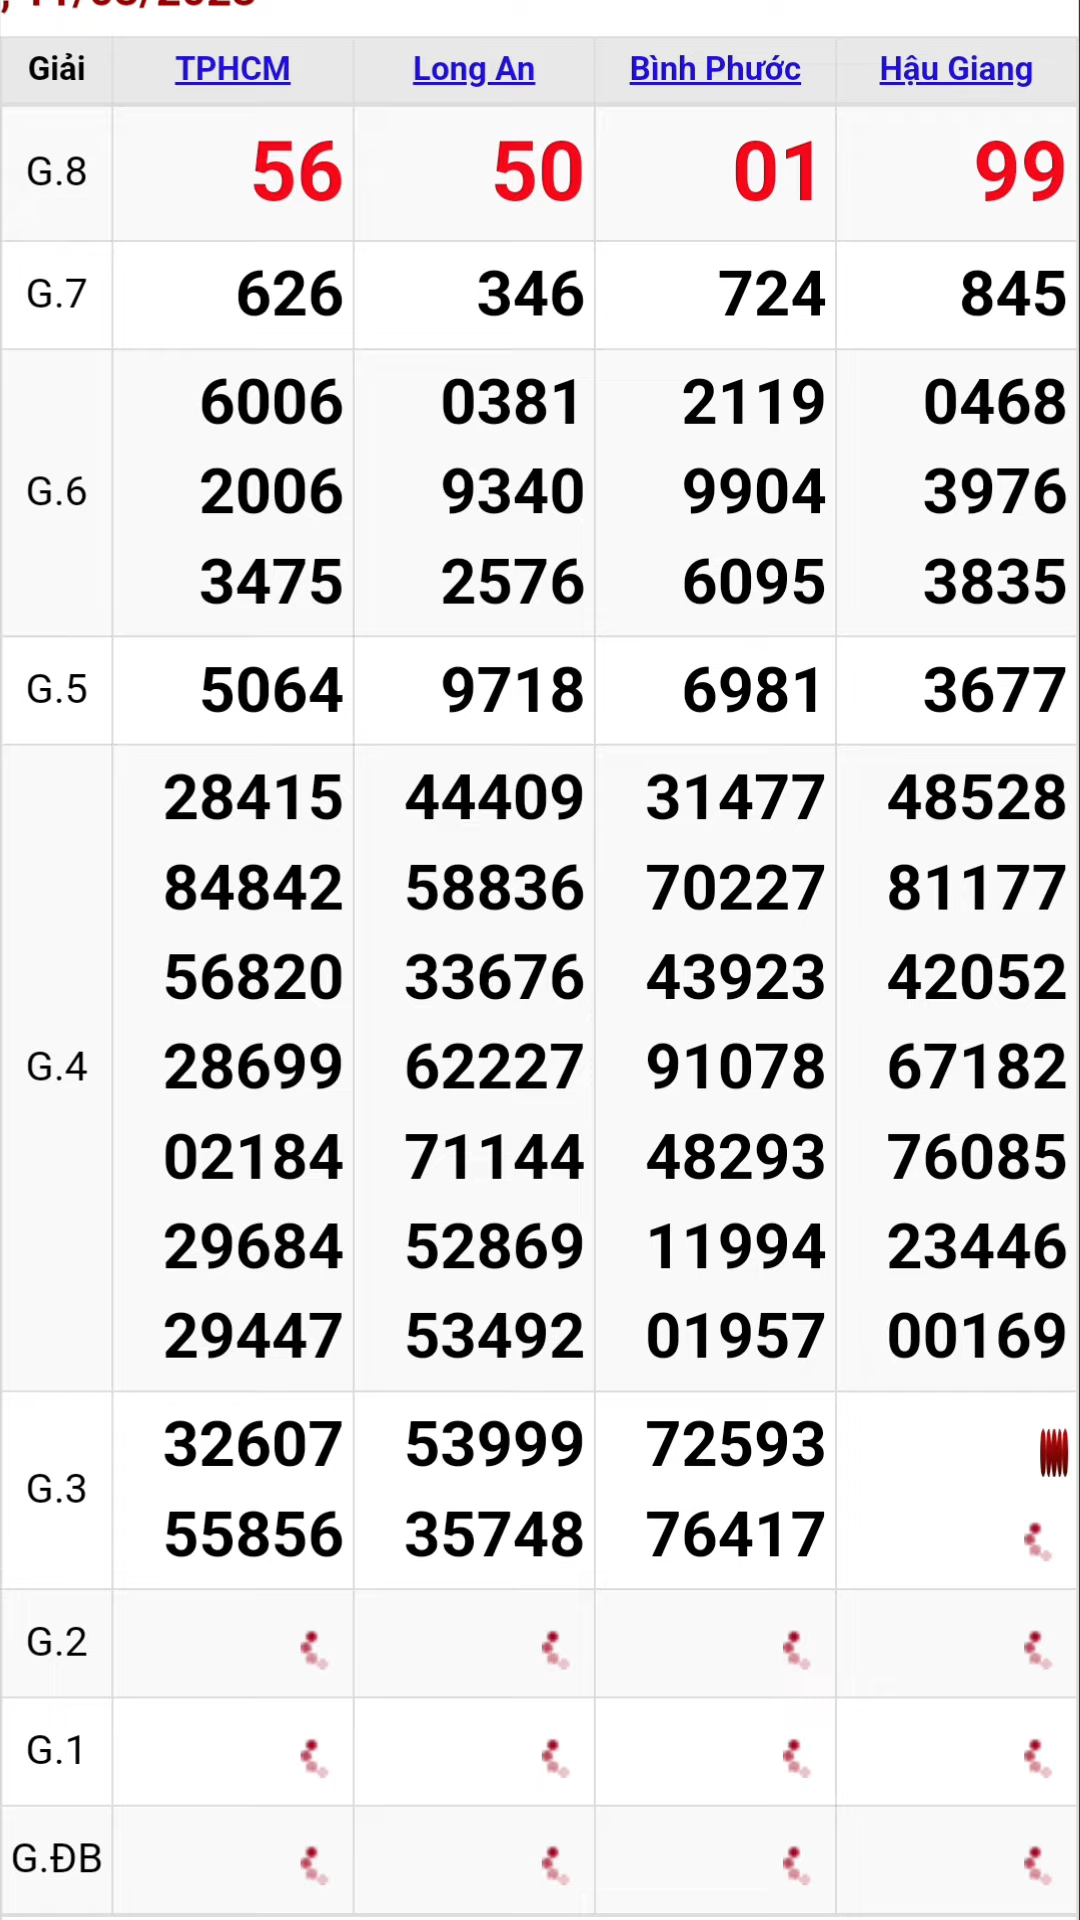 Giải TPHCM Long An Bình Phước Hậu Giang
G.8 56 50 01 99
G.7 626 346 724 845
6006 0381 2119 0468
G.6 2006 9340 9904 3976
3475 2576 6095 3835
G.5 5064 9718 6981 3677
28415 44409 31477 48528
84842 58836 70227 81177
56820 33676 43923 42052
G.4 28699 62227 91078 67182
02184 71144 48293 76085
29684 52869 11994 23446
29447 53492 01957 00169
G.3 32607 53999 72593
55856 35748 76417
G.2
G.1
G.ĐB